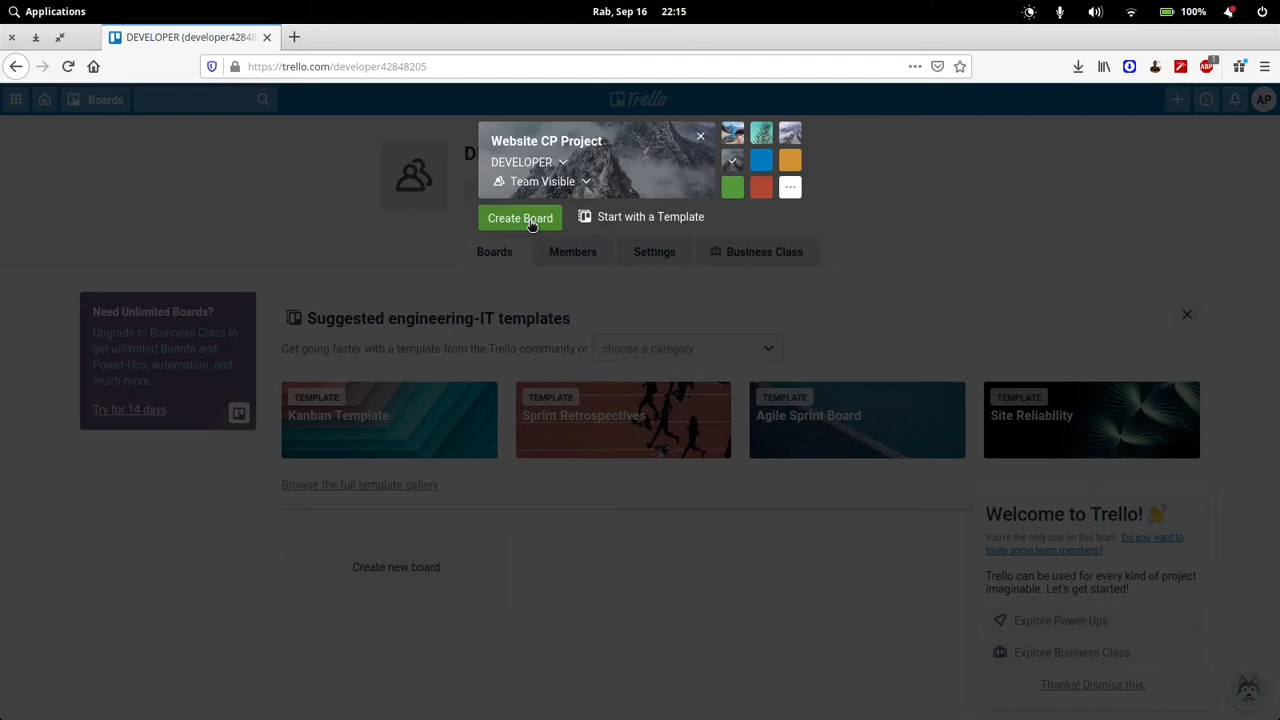 Applications
Rab, Sep 16 22:15
100%
DEVELOPER (developer42848
https://trello.com/developer42848205
ABP
1
Boards
Trello
AP
Website CP Project
DEVELOPER
Team Visible
Create Board
Start with a Template
D
Boards
Members
Settings
Business Class
Need Unlimited Boards?
Upgrade to Business Class to
get unlimited Boards and
Power-Ups, automation, and
much more.
Try for 14 days
Suggested engineering-IT templates
Get going faster with a template from the Trello community or
choose a category
TEMPLATE
Kanban Template
TEMPLATE
Sprint Retrospectives
TEMPLATE
Agile Sprint Board
TEMPLATE
Site Reliability
Browse the full template gallery
Create new board
Welcome to Trello! 👋
You're the only one on this team. Do you want to
invite some team members?
Trello can be used for every kind of project
imaginable. Let's get started!
Explore Power-Ups
Explore Business Class
Thanks! Dismiss this.